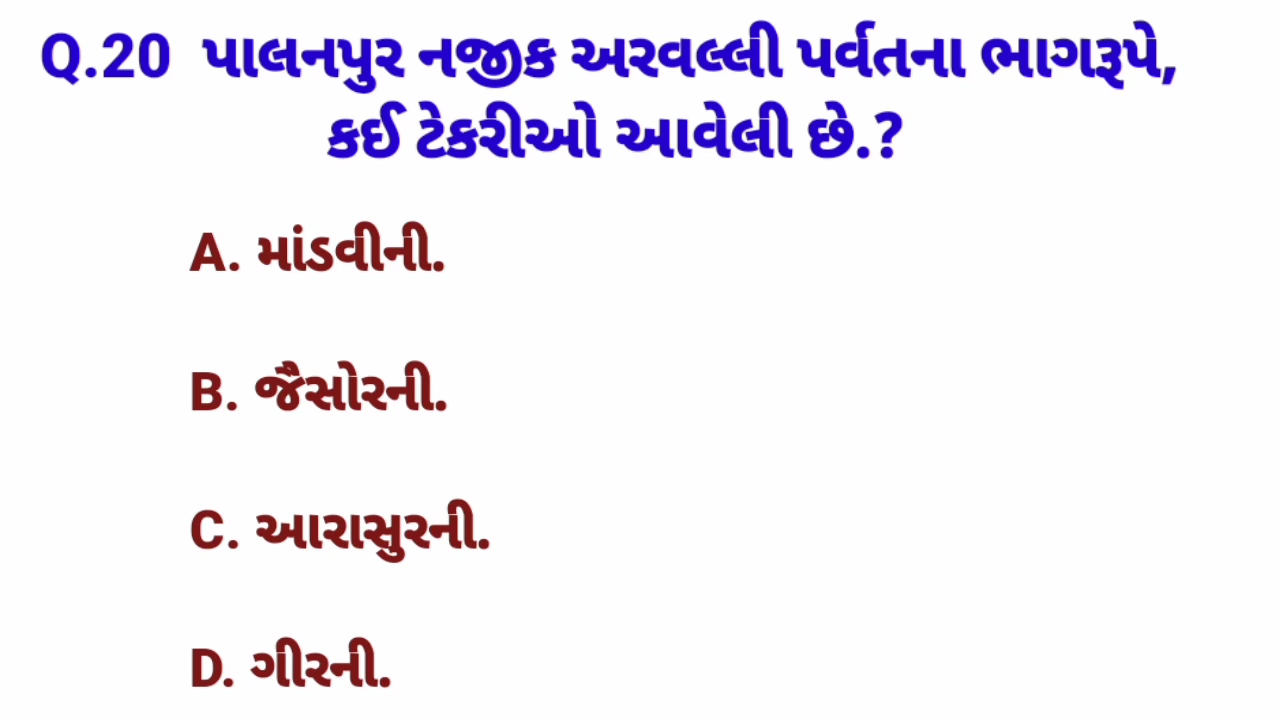 Q.20 પાલનપુર નજીક અરવલ્લી પર્વતના ભાગરૂપે,
કઈ ટેકરીઓ આવેલી છે.?
A. માંડવીની.
B. જૈસોરની.
C. આરાસુરની.
D. ગીરની.